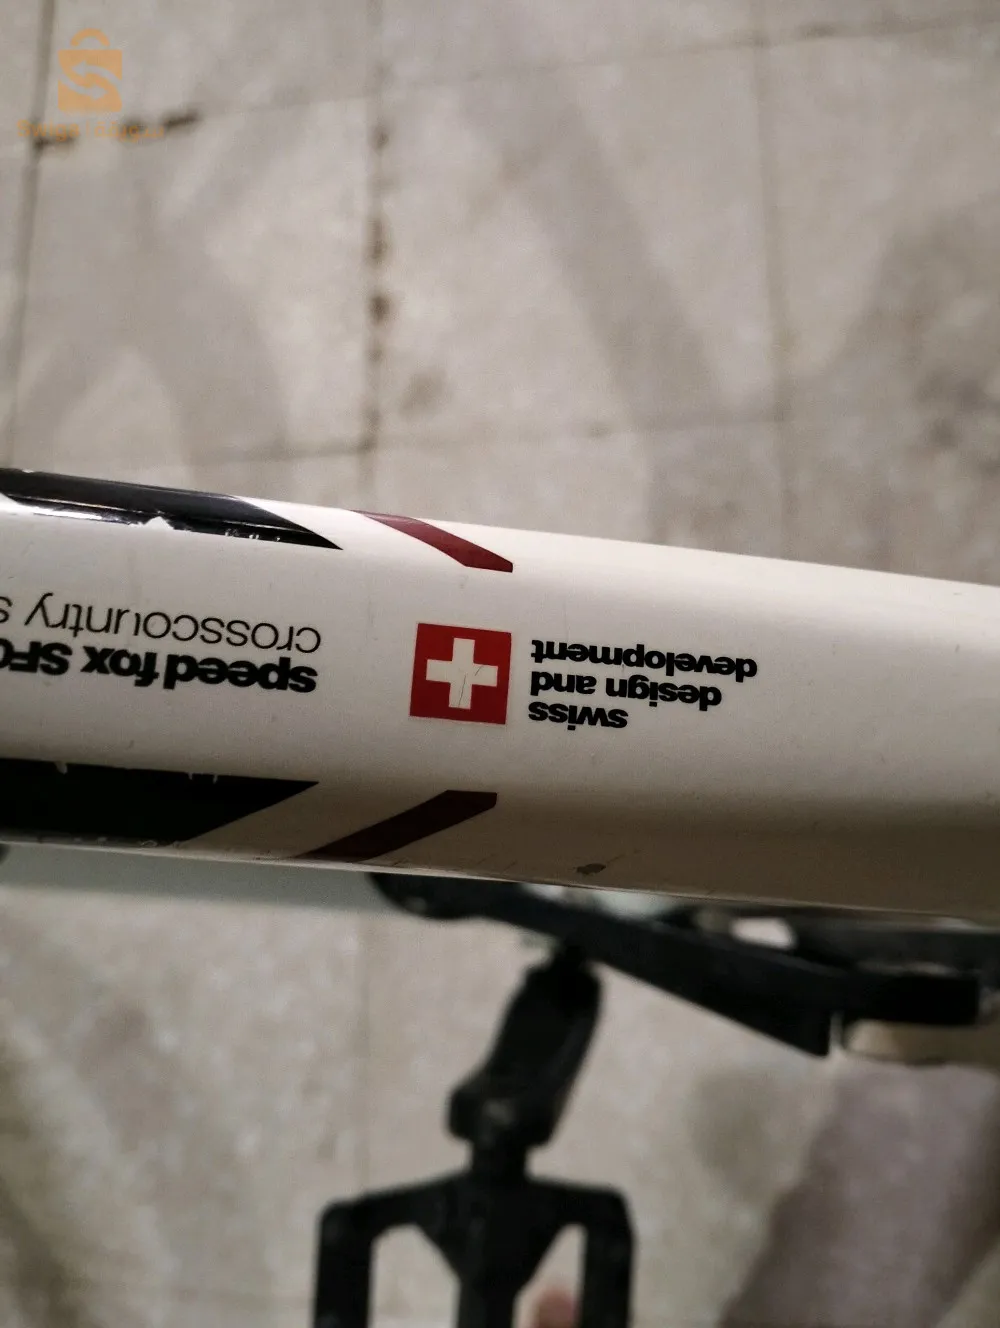 speed fox SF
crosscountry s
swiss
design and
development